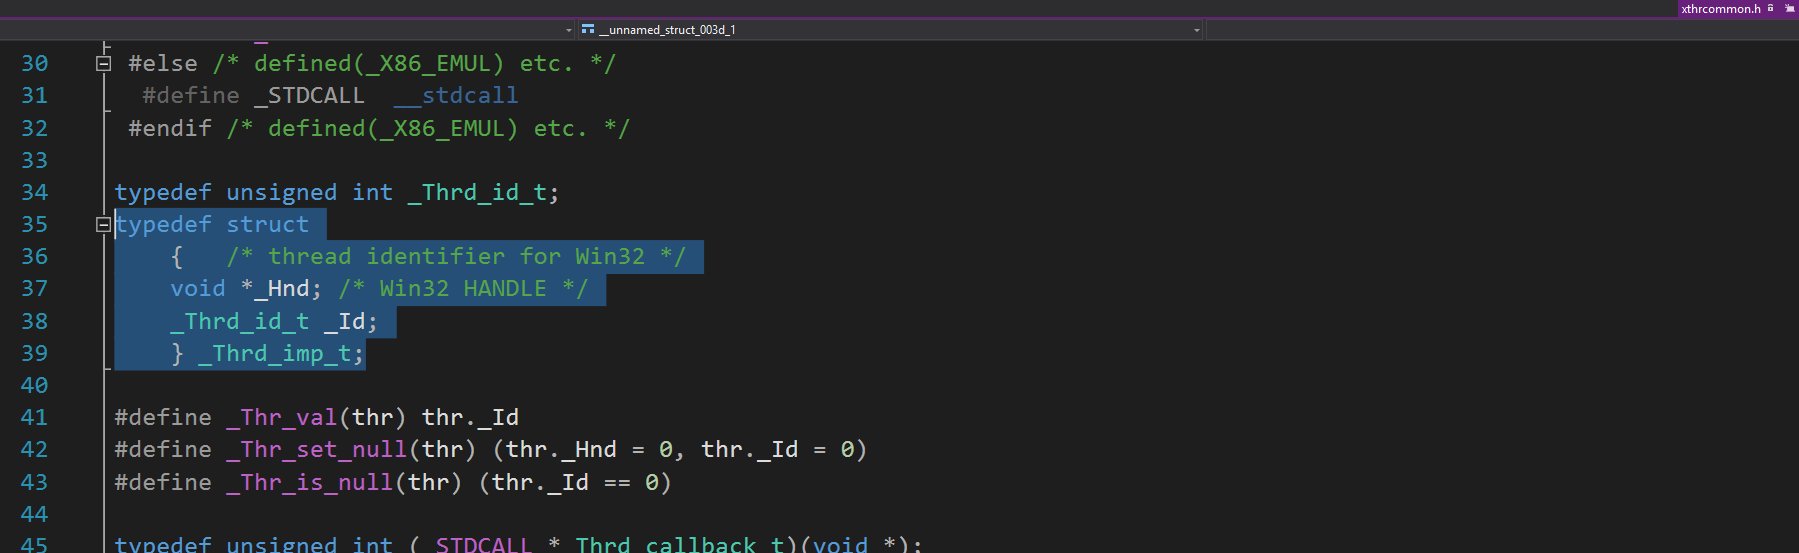 xthrcommon.h
__unnamed_struct_003d_1
30 #else /* defined(_X86_EMUL) etc. */
31 #define _STDCALL __stdcall
32 #endif /* defined(_X86_EMUL) etc. */
33
34 typedef unsigned int _Thrd_id_t;
35 typedef struct
36 { /* thread identifier for Win32 */
37 void *_Hnd; /* Win32 HANDLE */
38 _Thrd_id_t _Id;
39 } _Thrd_imp_t;
40
41 #define _Thr_val(thr) thr._Id
42 #define _Thr_set_null(thr) (thr._Hnd = 0, thr._Id = 0)
43 #define _Thr_is_null(thr) (thr._Id == 0)
44
45 typedef unsigned int (_STDCALL *_Thrd_callback_t)(void *);